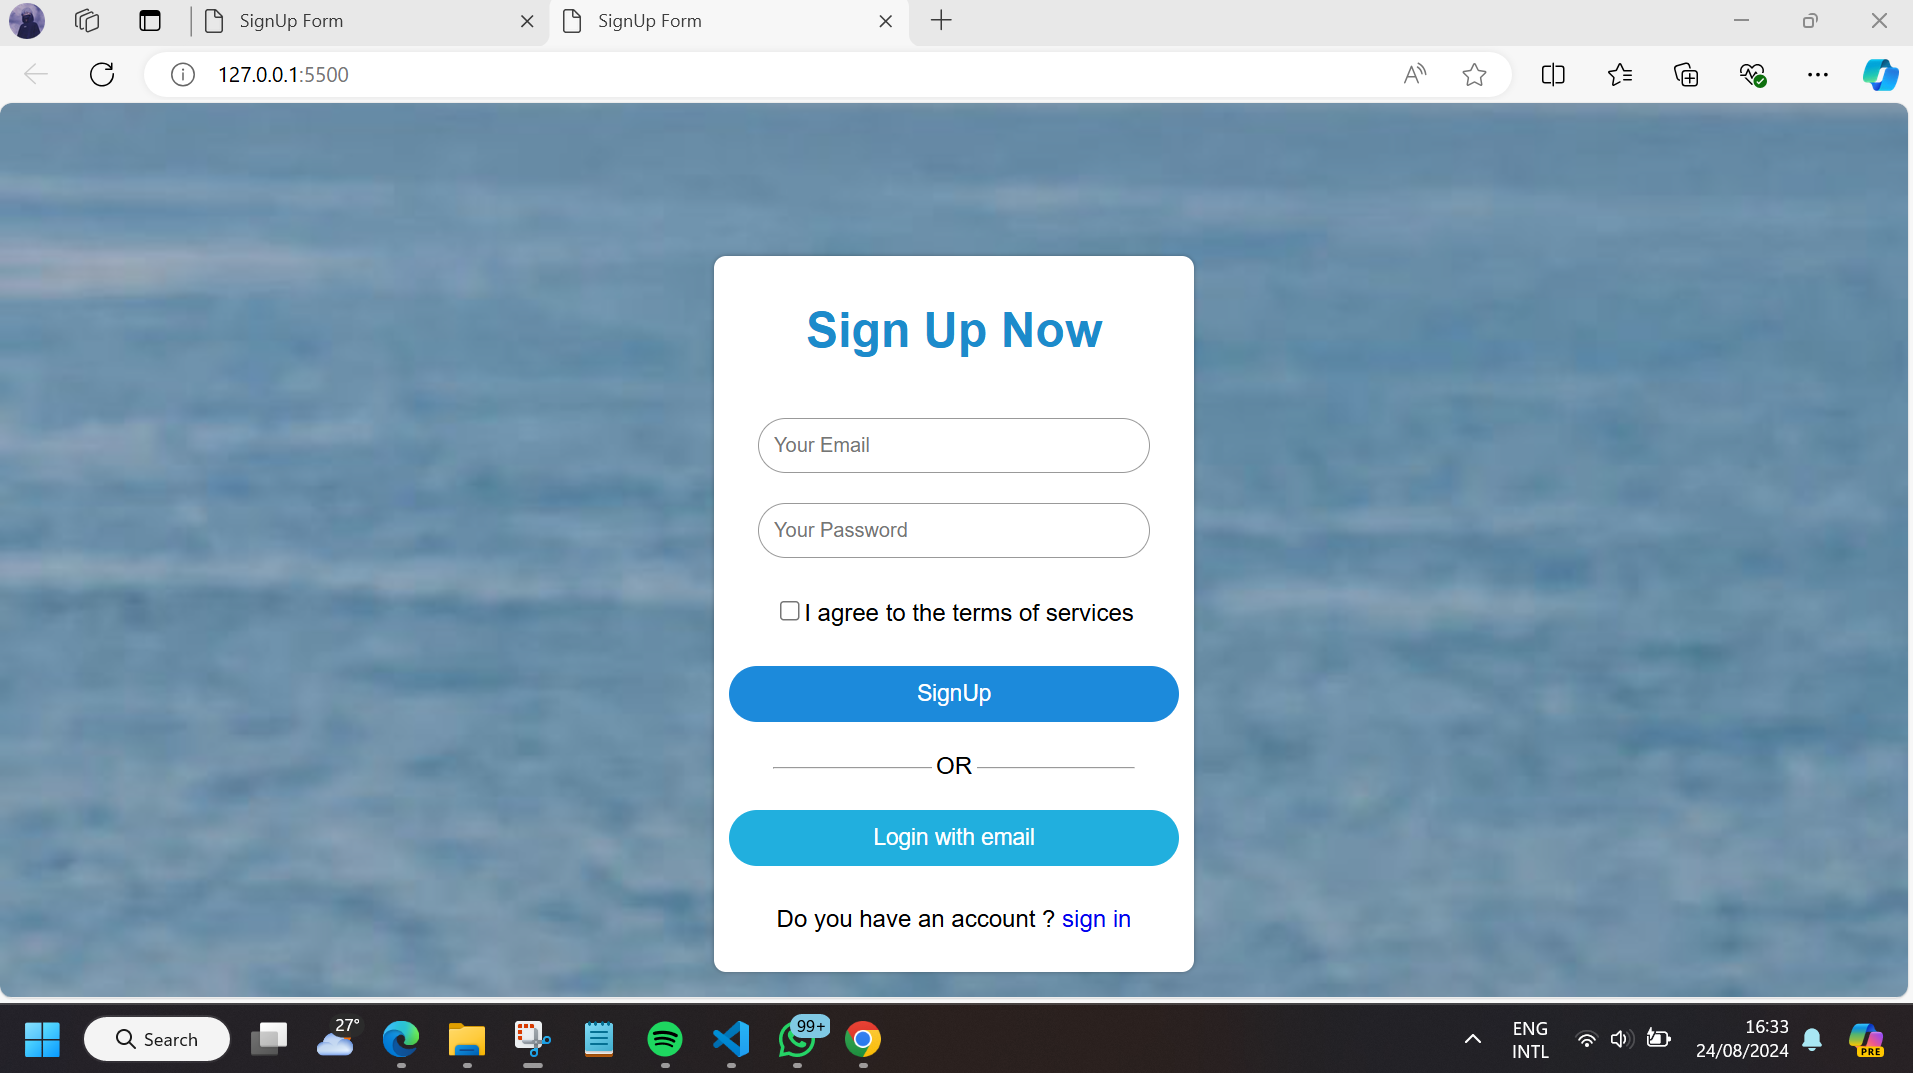 SignUp Form
SignUp Form
127.0.0.1:5500
Sign Up Now
Your Email
Your Password
I agree to the terms of services
SignUp
OR
Login with email
Do you have an account ? sign in
Search
27°
99+
ENG
INTL
16:33
24/08/2024
PRE